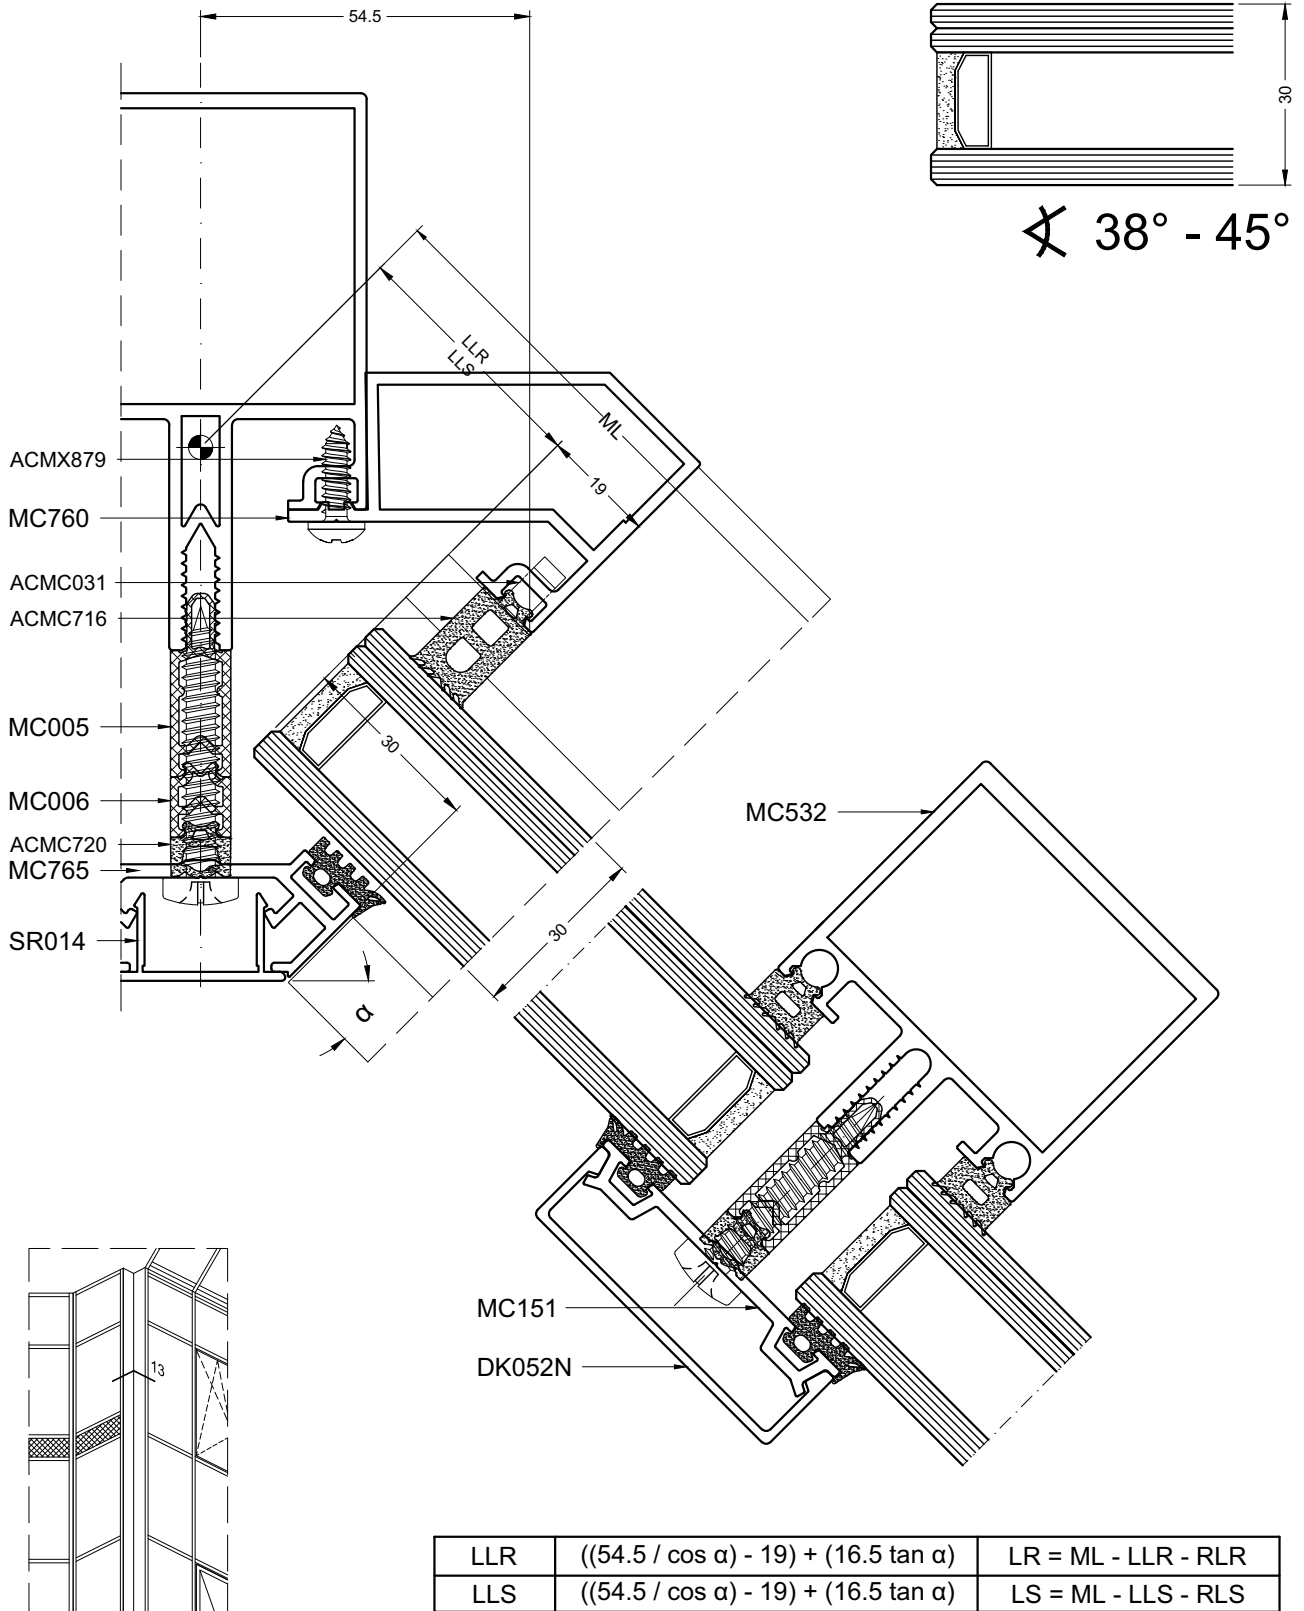 54.5
30
38° - 45°
LLR
LLS
ML
19
ACMX879
MC760
ACMC031
ACMC716
MC005
30
MC006
MC532
ACMC720
MC765
SR014
30
α
MC151
DK052N
13
LLR ((54.5 / cos α) - 19) + (16.5 tan α) LR = ML - LLR - RLR
LLS ((54.5 / cos α) - 19) + (16.5 tan α) LS = ML - LLS - RLS